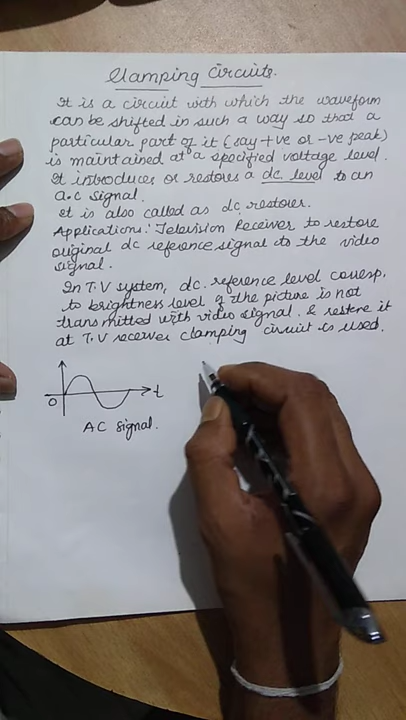 Clamping Circuits.
It is a circuit with which the waveform
can be shifted in such a way so that a
particular part of it (say +ve or -ve peak)
is maintained at a specified voltage level.
It introduces or restores a dc level to an
a.c signal.
It is also called as dc restorer.
Applications: Television Receiver to restore
original dc reference signal to the video
signal.
In T.V system, dc. reference level corresp.
to brightness level of the picture is not
transmitted with video signal. & restore it
at T.V receiver clamping circuit is used.
0 t
AC signal.